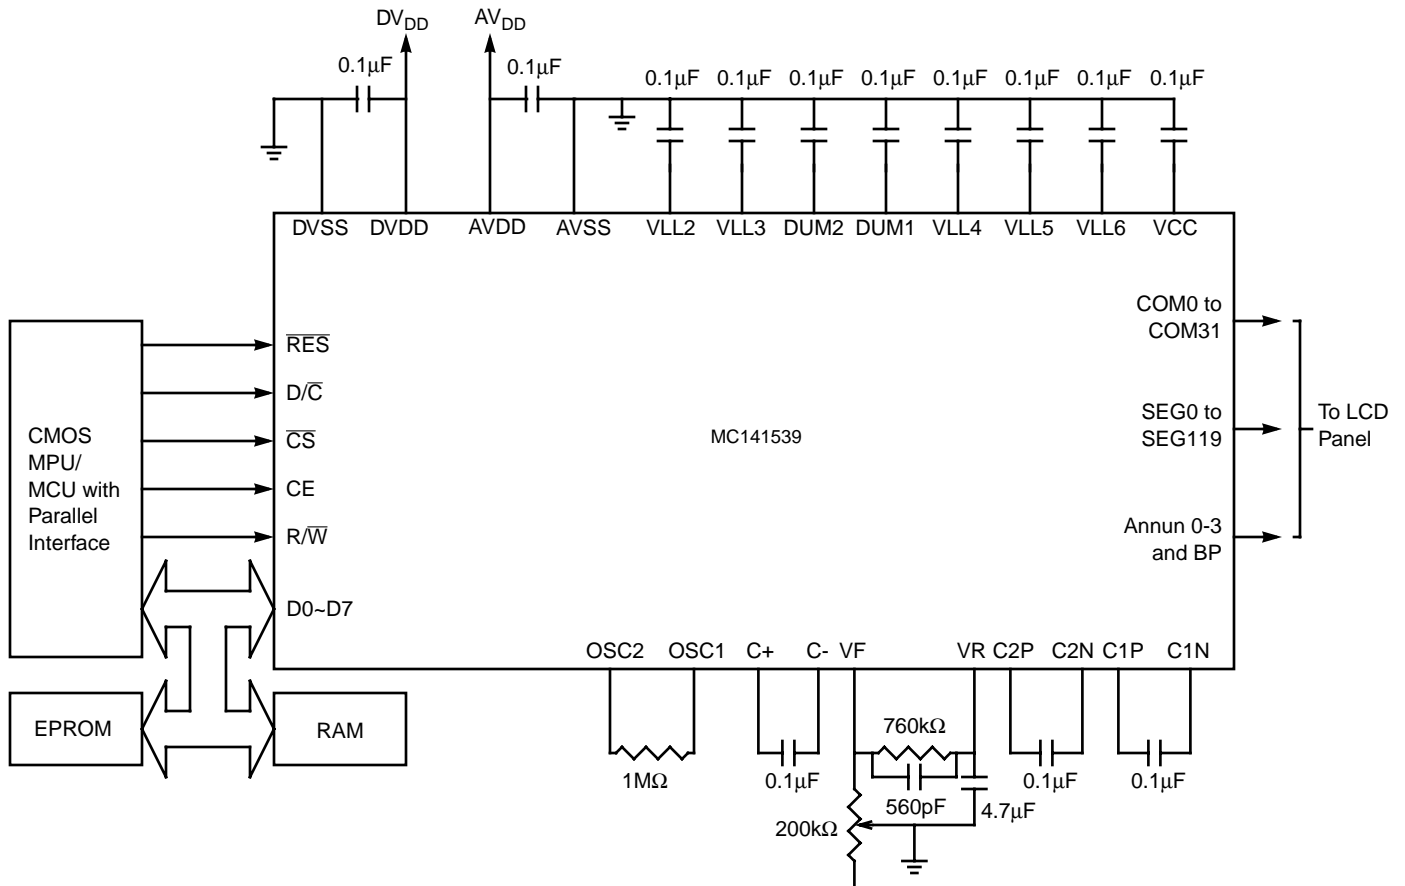 DVDD AVDD
0.1µF 0.1µF 0.1µF 0.1µF 0.1µF 0.1µF 0.1µF 0.1µF 0.1µF 0.1µF
DVSS DVDD AVDD AVSS VLL2 VLL3 DUM2 DUM1 VLL4 VLL5 VLL6 VCC
CMOS
MPU/
MCU with
Parallel
Interface
R̅E̅S̅
D/C̅
C̅S̅
CE
R/W̅
D0~D7
MC141539
COM0 to
COM31
SEG0 to
SEG119
Annun 0-3
and BP
To LCD
Panel
EPROM
RAM
OSC2 OSC1 C+ C- VF VR C2P C2N C1P C1N
1MΩ
0.1µF
760kΩ
560pF
4.7µF
200kΩ
0.1µF
0.1µF